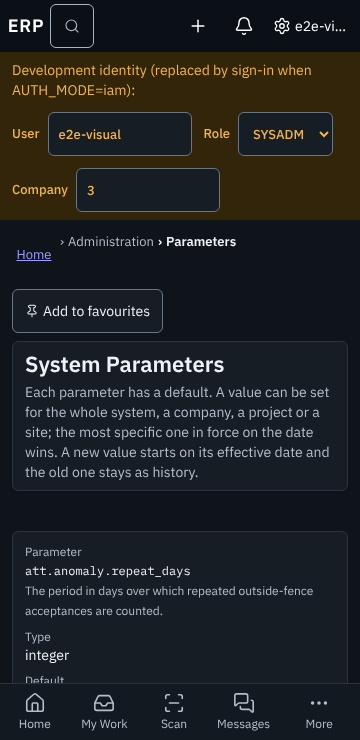 ERP
e2e-vi...
Development identity (replaced by sign-in when
AUTH_MODE=iam):
User e2e-visual Role SYSADM
Company 3
Home › Administration › Parameters
Add to favourites
System Parameters
Each parameter has a default. A value can be set
for the whole system, a company, a project or a
site; the most specific one in force on the date
wins. A new value starts on its effective date and
the old one stays as history.
Parameter
att.anomaly.repeat_days
The period in days over which repeated outside-fence
acceptances are counted.
Type
integer
Default
Home My Work Scan Messages More